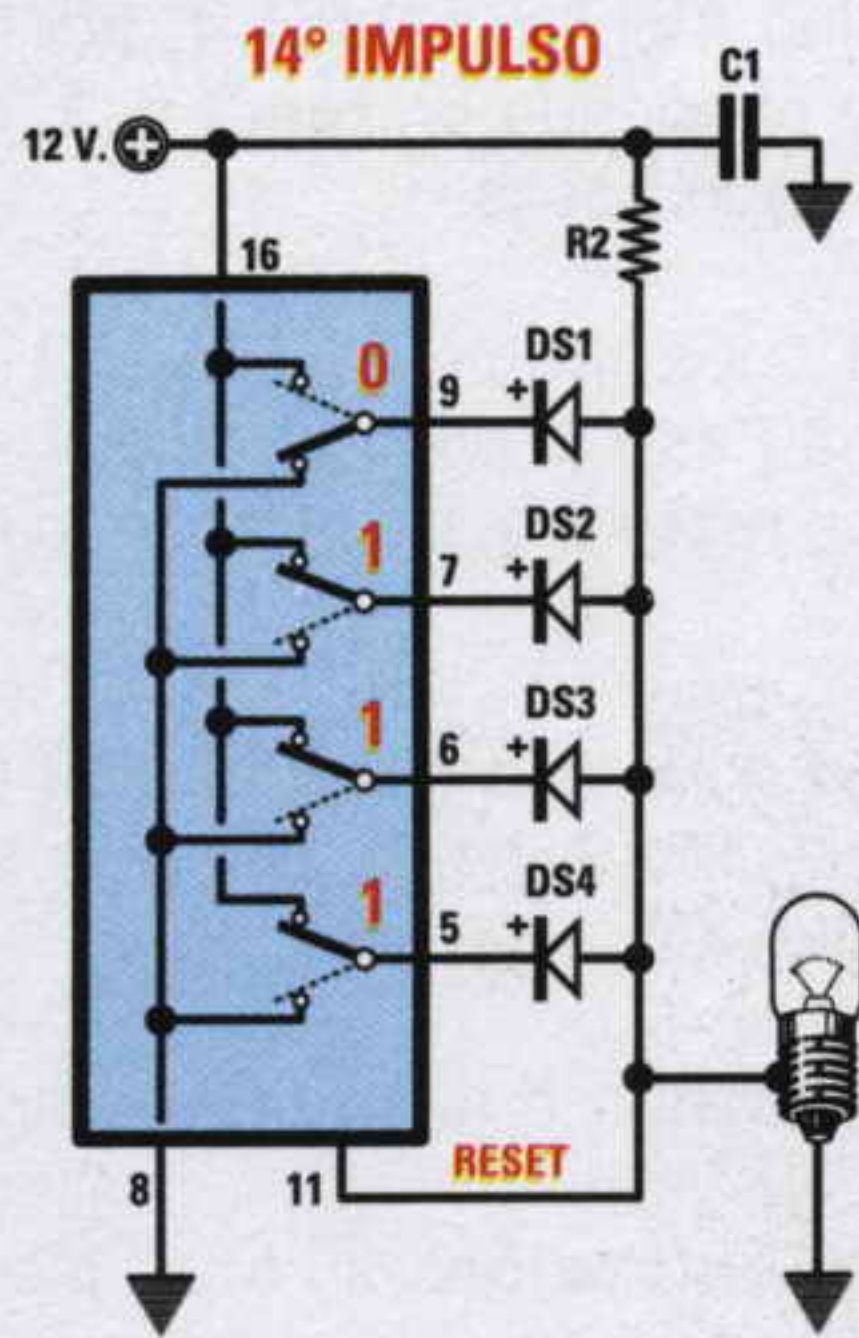 14° IMPULSO
C1
12 V.
16
R2
0
9
+
DS1
1
7
+
DS2
1
6
+
DS3
1
5
+
DS4
8
11
RESET